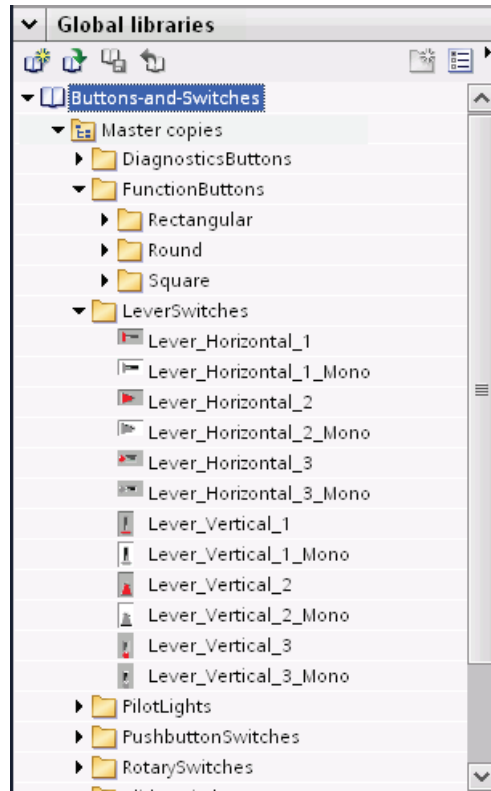 Global libraries
Buttons-and-Switches
Master copies
DiagnosticsButtons
FunctionButtons
Rectangular
Round
Square
LeverSwitches
Lever_Horizontal_1
Lever_Horizontal_1_Mono
Lever_Horizontal_2
Lever_Horizontal_2_Mono
Lever_Horizontal_3
Lever_Horizontal_3_Mono
Lever_Vertical_1
Lever_Vertical_1_Mono
Lever_Vertical_2
Lever_Vertical_2_Mono
Lever_Vertical_3
Lever_Vertical_3_Mono
PilotLights
PushbuttonSwitches
RotarySwitches